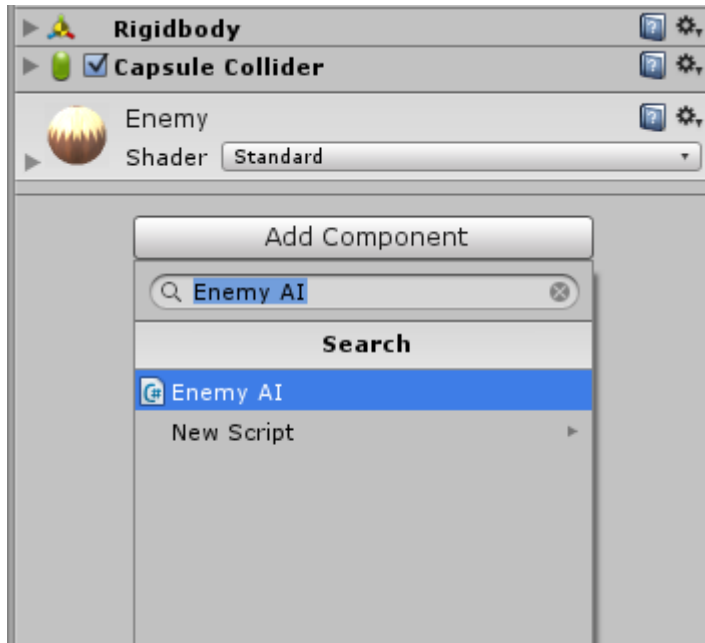 Rigidbody
Capsule Collider
Enemy
Shader Standard
Add Component
Enemy AI
Search
Enemy AI
New Script